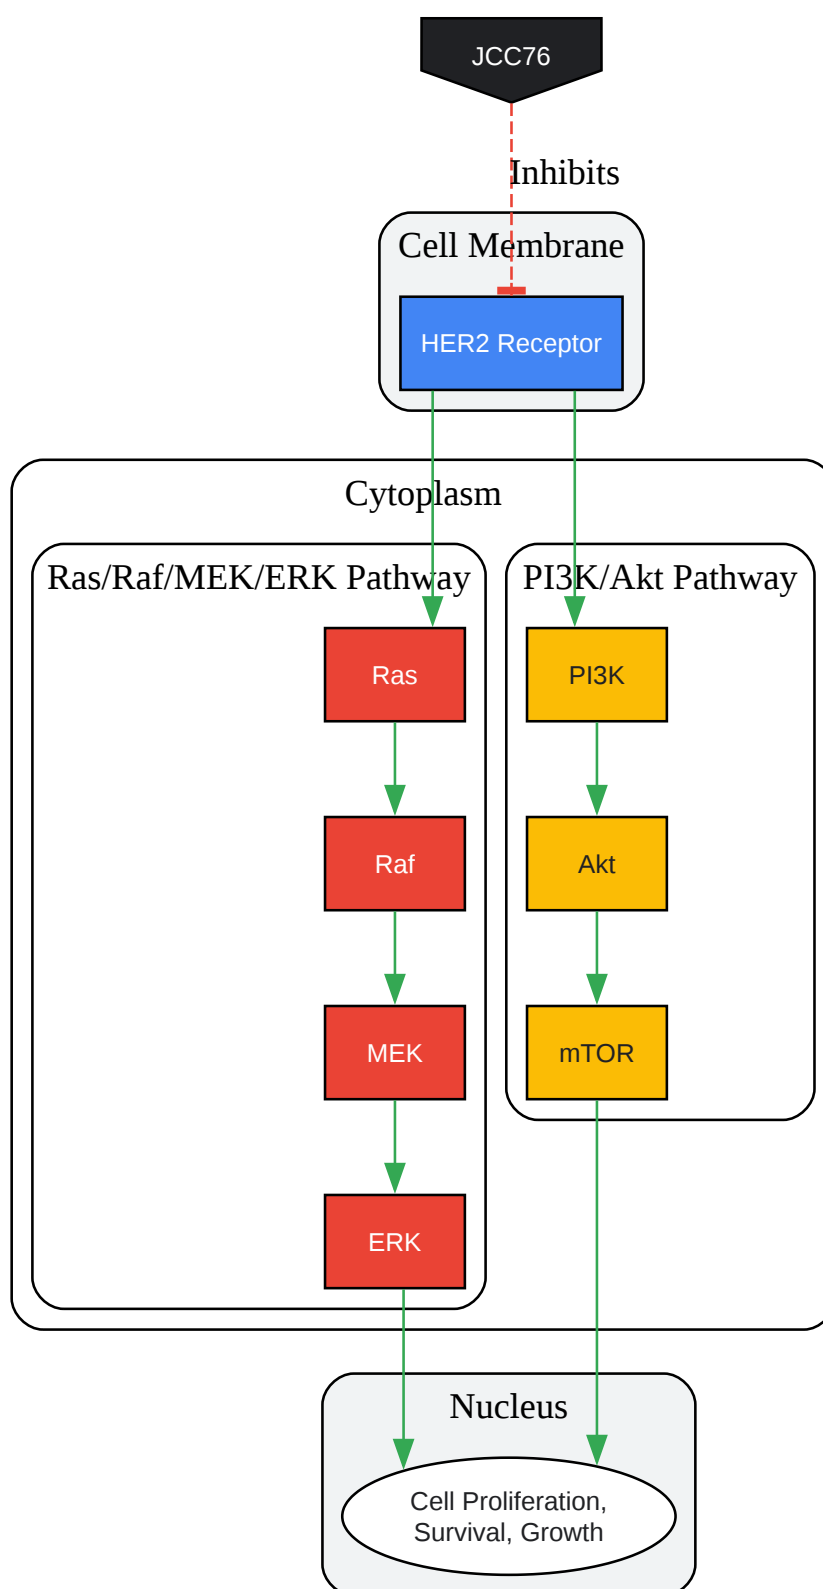 JCC76
Inhibits
Cell Membrane
HER2 Receptor
Cytoplasm
Ras/Raf/MEK/ERK Pathway
PI3K/Akt Pathway
Ras
PI3K
Raf
Akt
MEK
mTOR
ERK
Nucleus
Cell Proliferation,
Survival, Growth